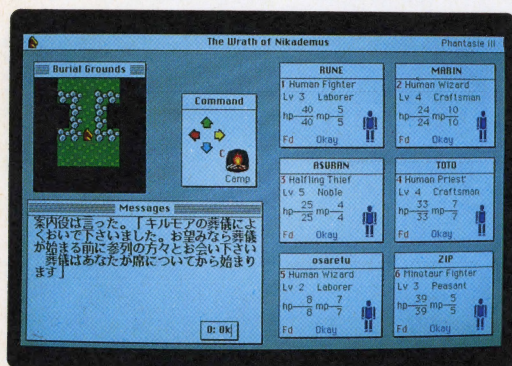 The Wrath of Nikademus
Phantasie III
Burial Grounds
Command
Camp
Messages
案内役は言った。「キルモアの葬儀によ
くおいで下さいました。お望みなら葬儀
が始まる前に参列の方々とお会い下さい
葬儀はあなたが席についてから始まり
ます」
O: Ok
RUNE
1 Human Fighter
Lv 3 Laborer
hp 40/40 mp 5/5
Fd Okay
MARIN
2 Human Wizard
Lv 4 Craftsman
hp 24/24 mp 10/10
Fd Okay
ASURAN
3 Halfling Thief
Lv 5 Noble
hp 25/25 mp 4/4
Fd Okay
TOTO
4 Human Priest
Lv 4 Craftsman
hp 33/33 mp 7/7
Fd Okay
osaretu
5 Human Wizard
Lv 2 Laborer
hp 8/8 mp 7/7
Fd Okay
ZIP
6 Minotaur Fighter
Lv 3 Peasant
hp 39/39 mp 5/5
Fd Okay